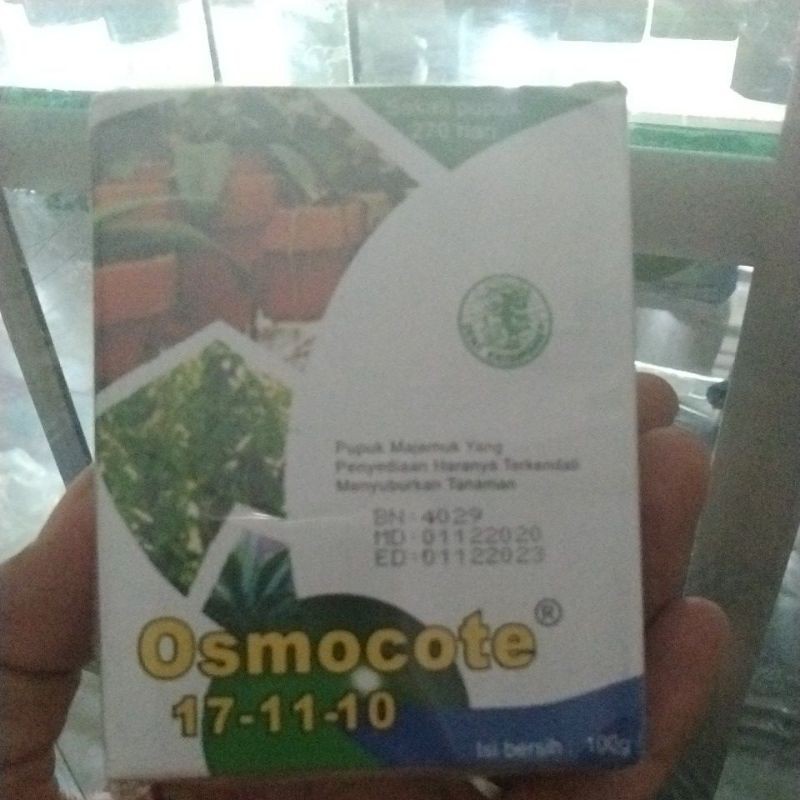 270 hari
Pupuk Majemuk Yang
Penyediaan Haranya Terkendali
Menyuburkan Tanaman
BN:4029
MD:01122020
ED:01122023
Osmocote®
17-11-10
Isi bersih : 100g